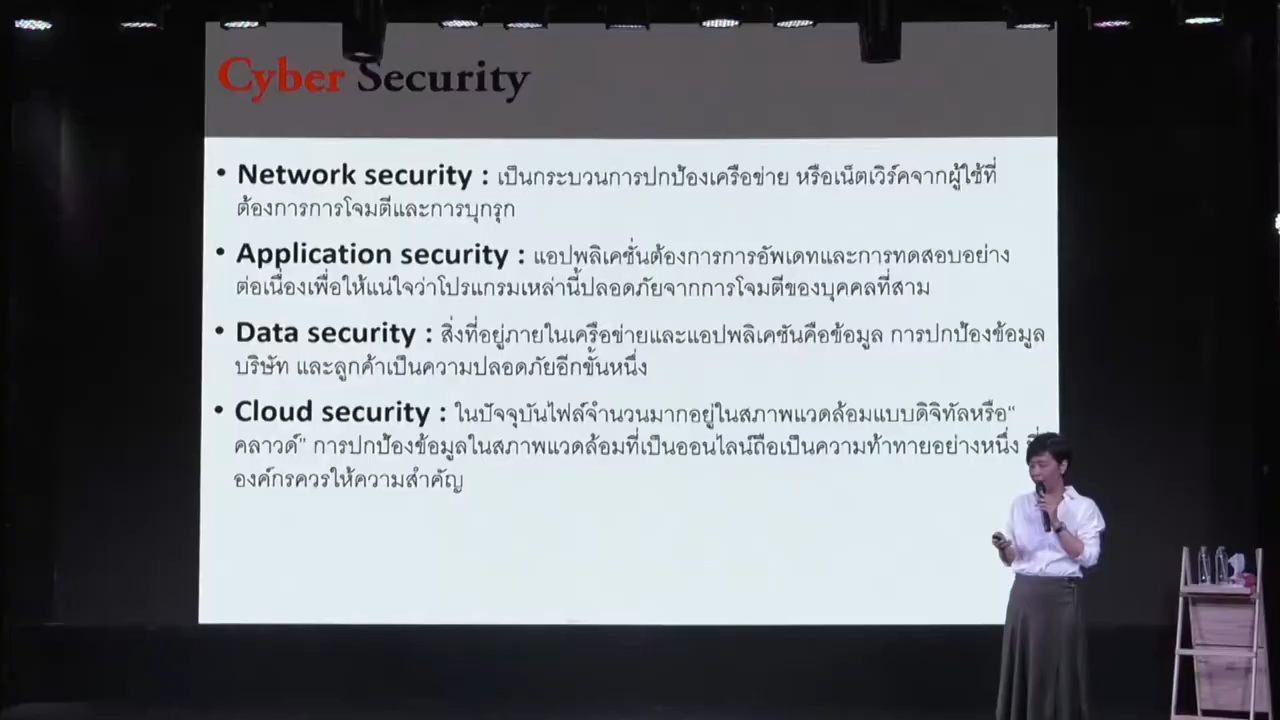 Cyber Security
• Network security : เป็นกระบวนการปกป้องเครือข่าย หรือเน็ตเวิร์คจากผู้ใช้ที่
ต้องการการโจมตีและการบุกรุก
• Application security : แอปพลิเคชั่นต้องการการอัพเดทและการทดสอบอย่าง
ต่อเนื่องเพื่อให้แน่ใจว่าโปรแกรมเหล่านี้ปลอดภัยจากการโจมตีของบุคคลที่สาม
• Data security : สิ่งที่อยู่ภายในเครือข่ายและแอปพลิเคชันคือข้อมูล การปกป้องข้อมูล
บริษัท และลูกค้าเป็นความปลอดภัยอีกขั้นหนึ่ง
• Cloud security : ในปัจจุบันไฟล์จำนวนมากอยู่ในสภาพแวดล้อมแบบดิจิทัลหรือ"
คลาวด์" การปกป้องข้อมูลในสภาพแวดล้อมที่เป็นออนไลน์ถือเป็นความท้าทายอย่างหนึ่ง
องค์กรควรให้ความสำคัญ